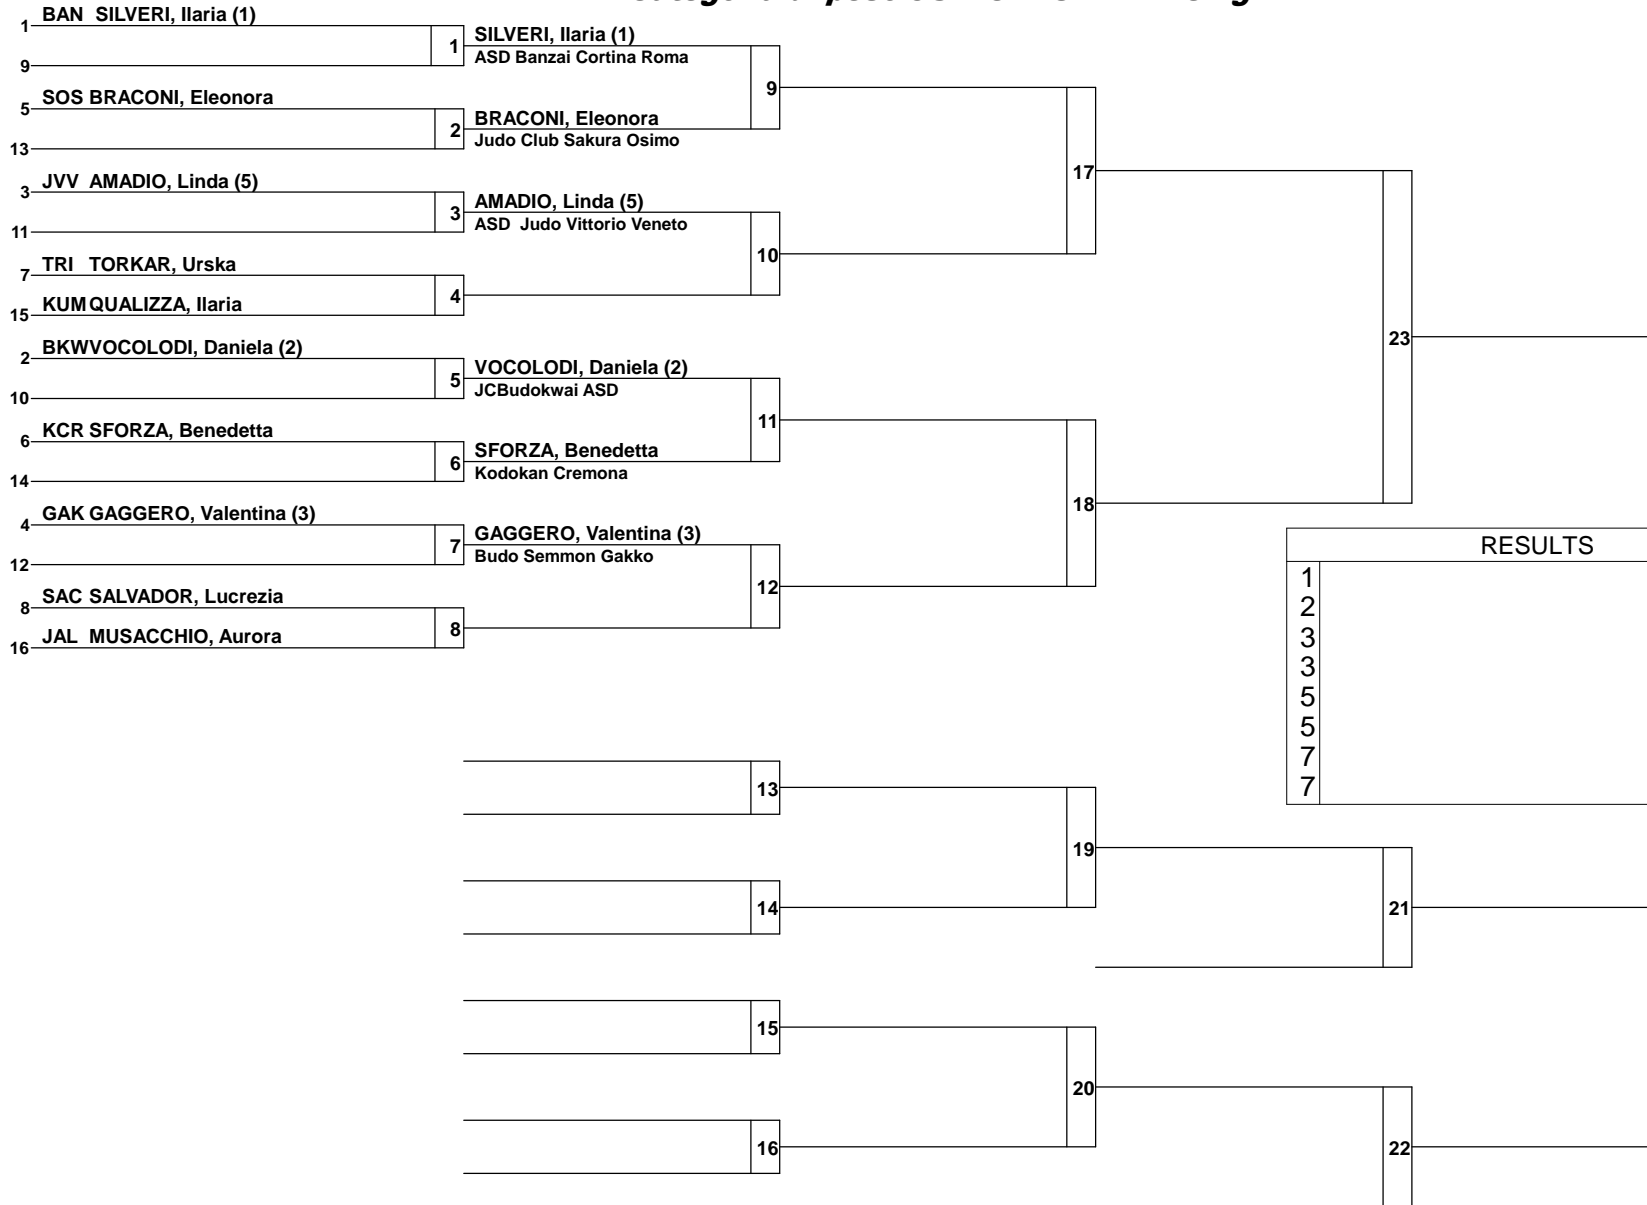 1 BAN SILVERI, Ilaria (1)
9
1 SILVERI, Ilaria (1)
ASD Banzai Cortina Roma
5 SOS BRACONI, Eleonora
13
2 BRACONI, Eleonora
Judo Club Sakura Osimo
9
3 JVV AMADIO, Linda (5)
11
3 AMADIO, Linda (5)
ASD Judo Vittorio Veneto
7 TRI TORKAR, Urska
15 KUM QUALIZZA, Ilaria
4
10
17
2 BKW VOCOLODI, Daniela (2)
10
5 VOCOLODI, Daniela (2)
JCBudokwai ASD
6 KCR SFORZA, Benedetta
14
6 SFORZA, Benedetta
Kodokan Cremona
11
4 GAK GAGGERO, Valentina (3)
12
7 GAGGERO, Valentina (3)
Budo Semmon Gakko
8 SAC SALVADOR, Lucrezia
16 JAL MUSACCHIO, Aurora
8
12
18
23
RESULTS
1
2
3
3
5
5
7
7
13
14
19
21
15
16
20
22